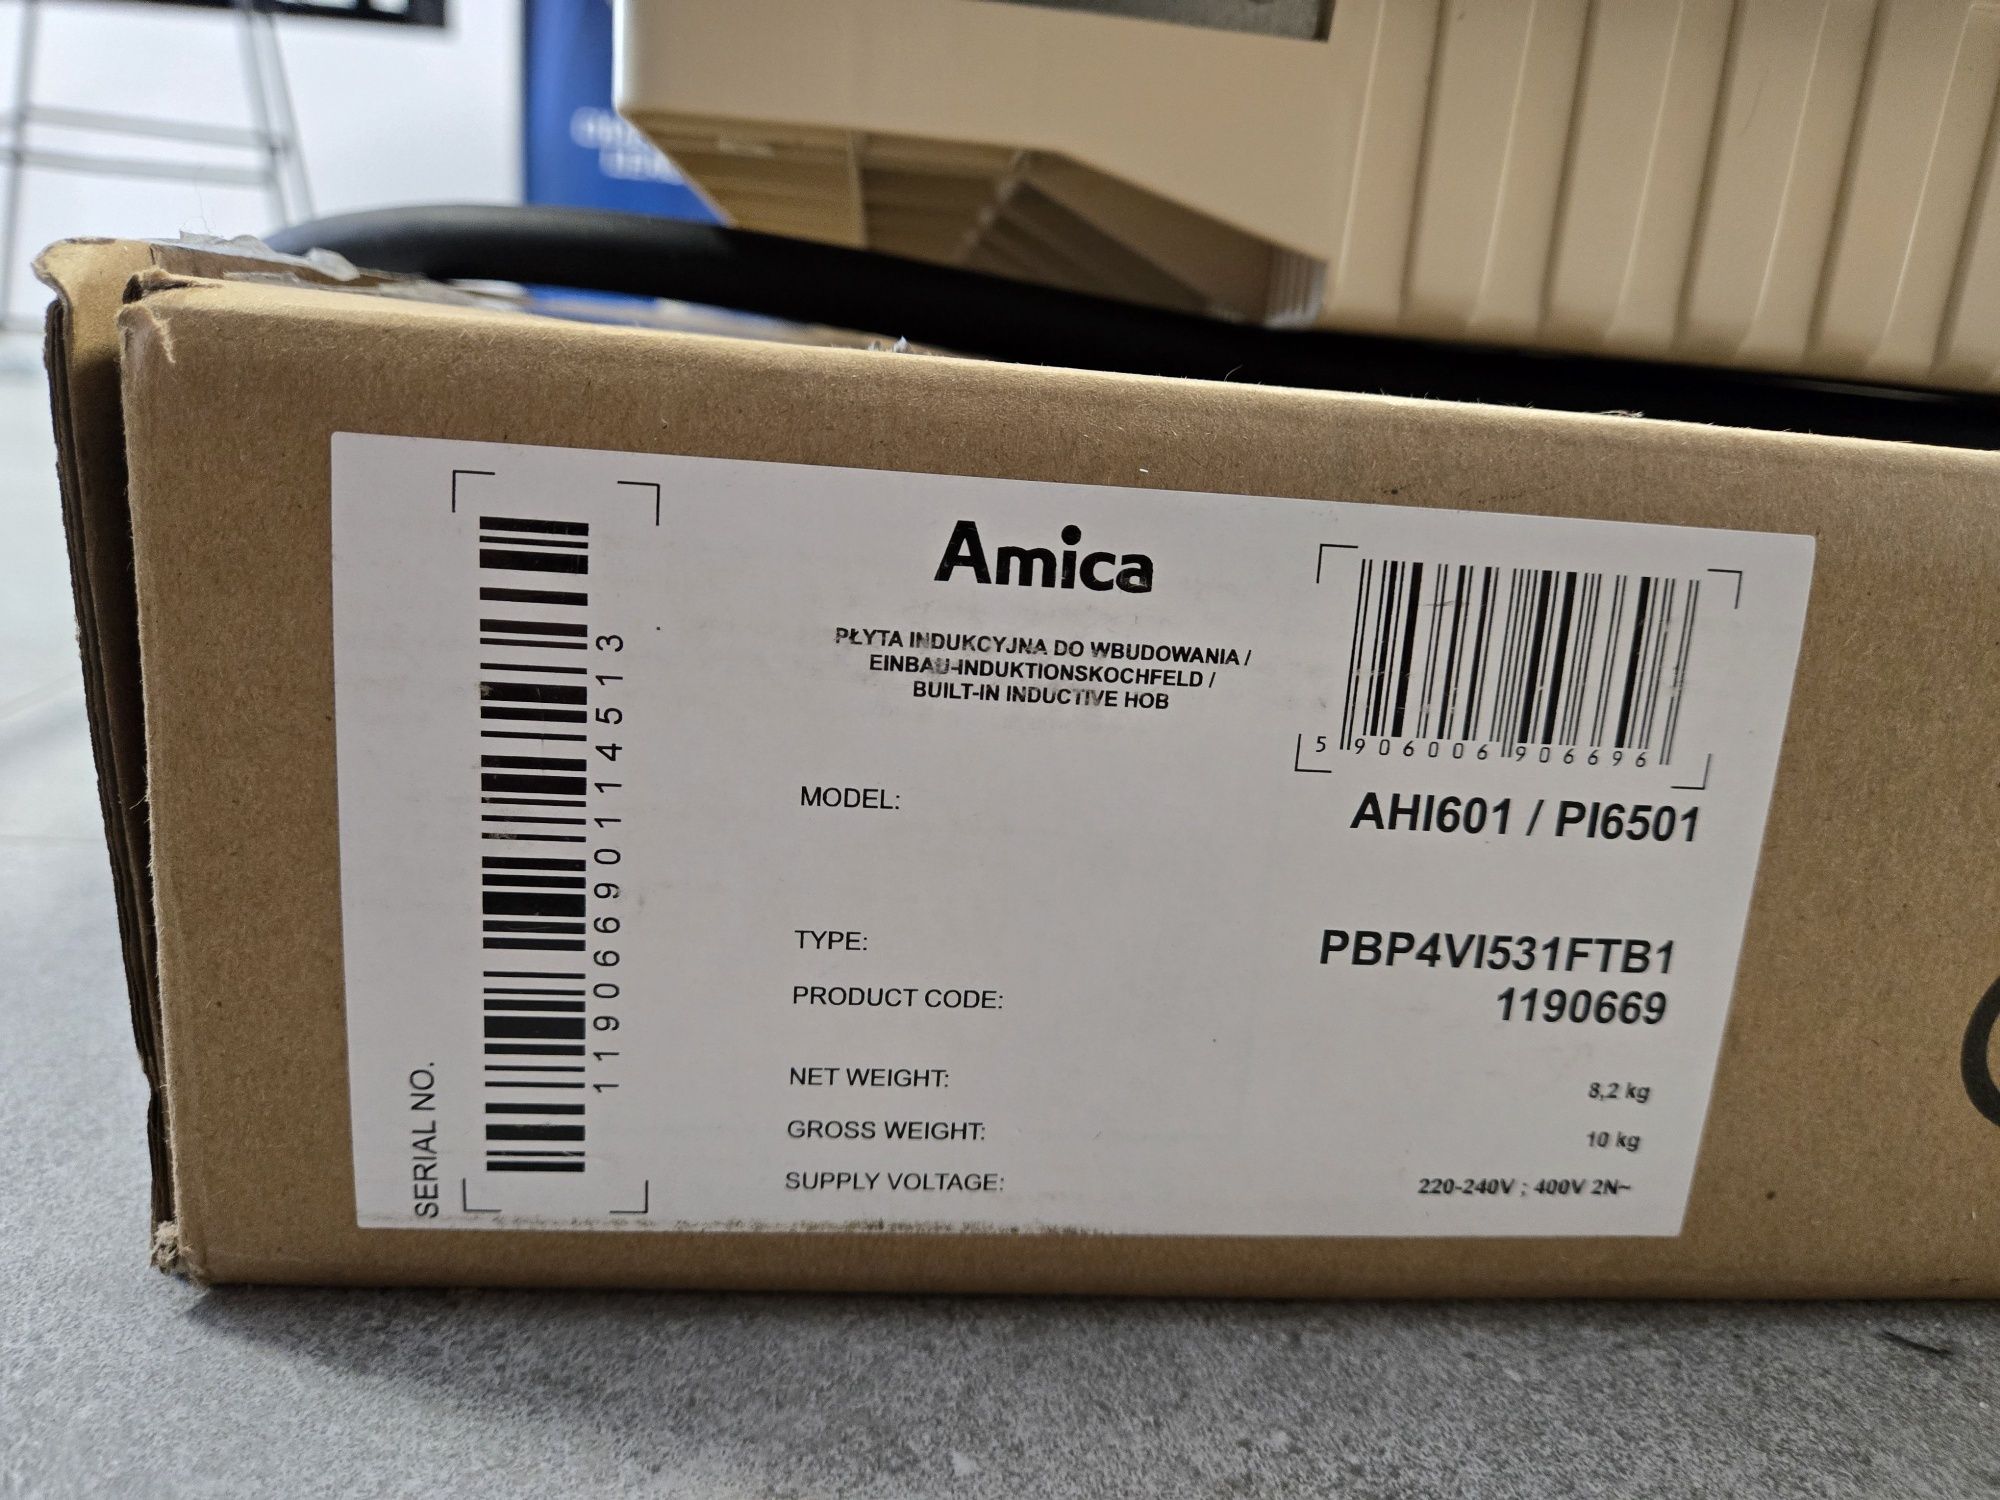 Amica
PŁYTA INDUKCYJNA DO WBUDOWANIA /
EINBAU-INDUKTIONSKOCHFELD /
BUILT-IN INDUCTIVE HOB
5 906006 906696
MODEL: AHI601 / PI6501
TYPE: PBP4VI531FTB1
PRODUCT CODE: 1190669
NET WEIGHT: 8,2 kg
GROSS WEIGHT: 10 kg
SUPPLY VOLTAGE: 220-240V ; 400V 2N~
SERIAL NO.
11906690114513